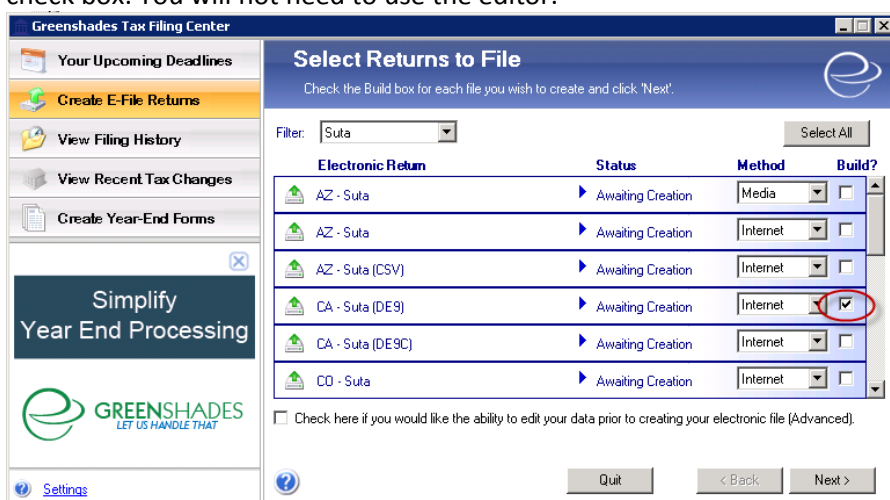 check box. You will not need to use the editor.
Greenshades Tax Filing Center
Your Upcoming Deadlines
Create E-File Returns
View Filing History
View Recent Tax Changes
Create Year-End Forms
Simplify
Year End Processing
GREENSHADES
LET US HANDLE THAT
Settings
Select Returns to File
Check the Build box for each file you wish to create and click 'Next'.
Filter: Suta
Select All
Electronic Return Status Method Build?
AZ - Suta Awaiting Creation Media
AZ - Suta Awaiting Creation Internet
AZ - Suta (CSV) Awaiting Creation Internet
CA - Suta (DE9) Awaiting Creation Internet
CA - Suta (DE9C) Awaiting Creation Internet
CO - Suta Awaiting Creation Internet
Check here if you would like the ability to edit your data prior to creating your electronic file (Advanced).
Quit < Back Next >